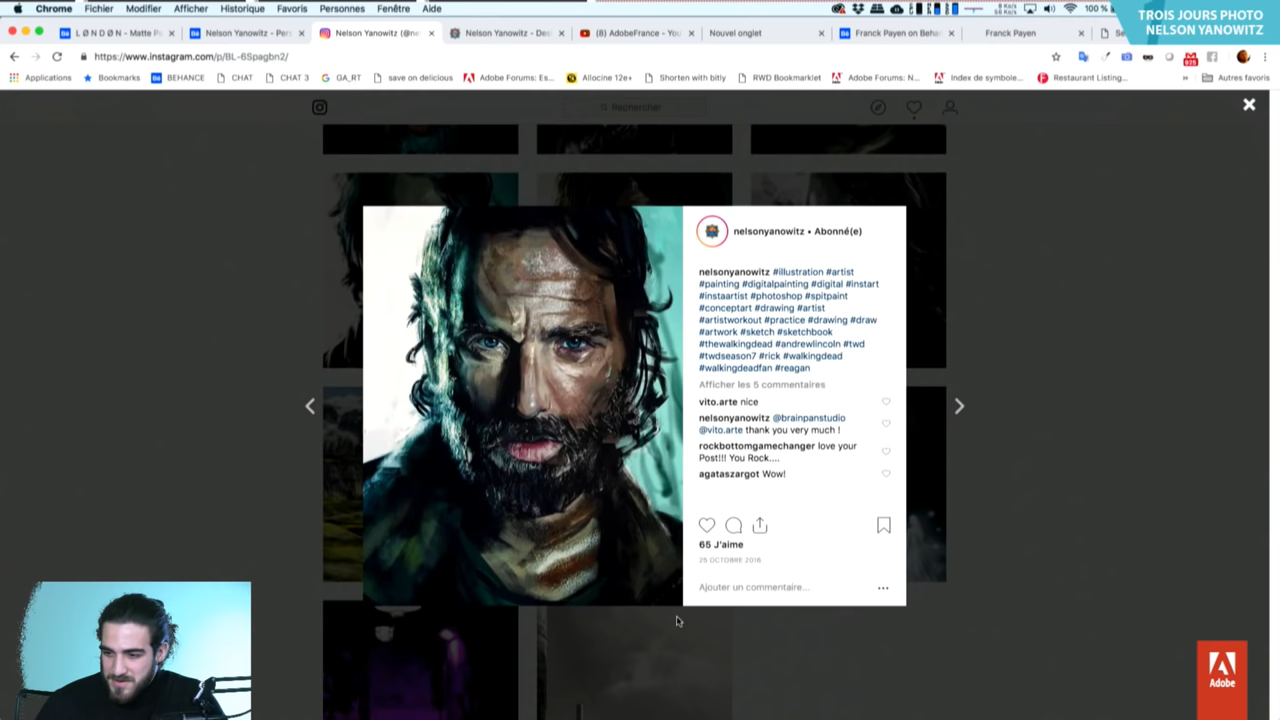 Chrome Fichier Modifier Afficher Historique Favoris Personnes Fenêtre Aide 100 %
TROIS JOURS PHOTO
NELSON YANOWITZ
L Ø N D Ø N - Matte P
Nelson Yanowitz - Pers
Nelson Yanowitz (@ne
Nelson Yanowitz - Des
(8) AdobeFrance - You
Nouvel onglet
Franck Payen on Beha
Franck Payen
https://www.instagram.com/p/BL-6Spagbn2/
Applications Bookmarks BEHANCE CHAT CHAT 3 GA_RT save on delicious Adobe Forums: Es... Allocine 12e+ Shorten with bitly RWD Bookmarklet Adobe Forums: N... Index de symbole... Restaurant Listing... » Autres favoris
Rechercher
nelsonyanowitz • Abonné(e)
nelsonyanowitz #illustration #artist
#painting #digitalpainting #digital #instart
#instaartist #photoshop #spitpaint
#conceptart #drawing #artist
#artistworkout #practice #drawing #draw
#artwork #sketch #sketchbook
#thewalkingdead #andrewlincoln #twd
#twdseason7 #rick #walkingdead
#walkingdeadfan #reagan
Afficher les 5 commentaires
vito.arte nice
nelsonyanowitz @brainpanstudio
@vito.arte thank you very much !
rockbottomgamechanger love your
Post!!! You Rock....
agataszargot Wow!
65 J'aime
25 OCTOBRE 2016
Ajouter un commentaire...
Adobe